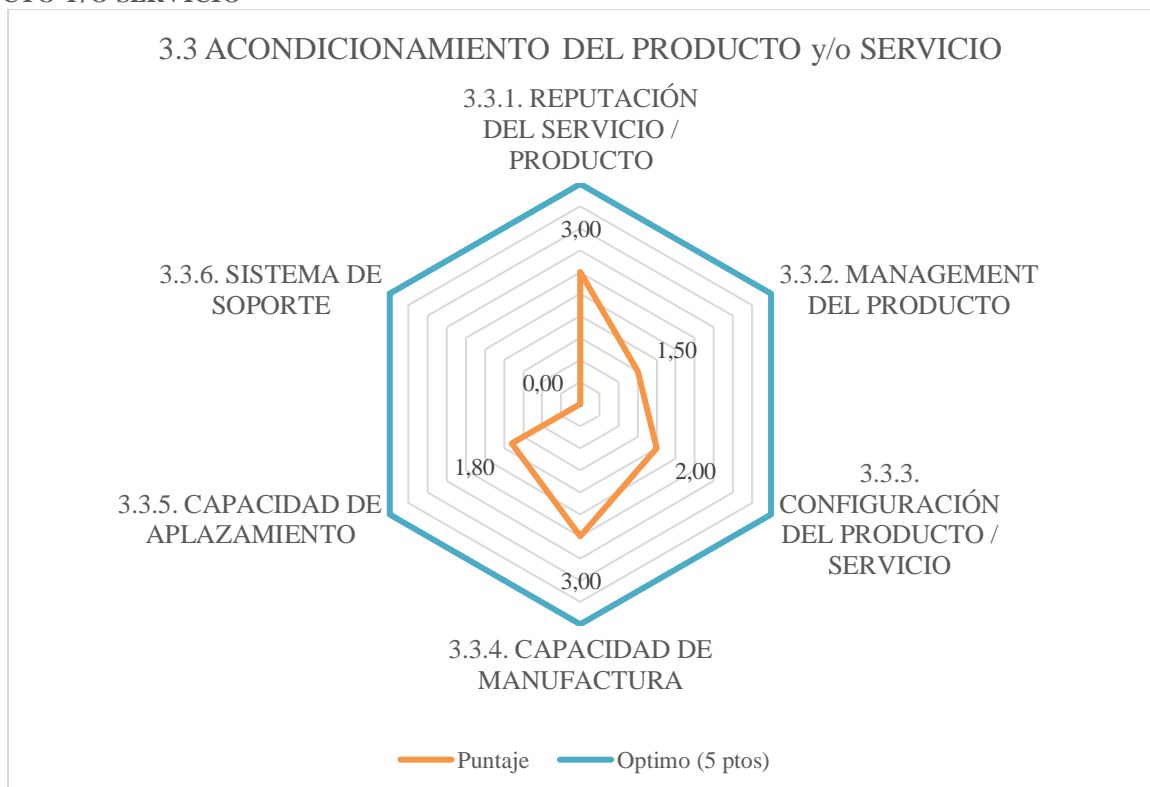 3.3 ACONDICIONAMIENTO DEL PRODUCTO y/o SERVICIO
3.3.1. REPUTACIÓN
DEL SERVICIO /
PRODUCTO
3,00
3.3.2. MANAGEMENT
DEL PRODUCTO
1,50
3.3.3.
CONFIGURACIÓN
DEL PRODUCTO /
SERVICIO
2,00
3.3.4. CAPACIDAD DE
MANUFACTURA
3,00
3.3.5. CAPACIDAD DE
APLAZAMIENTO
1,80
3.3.6. SISTEMA DE
SOPORTE
0,00
Puntaje
Optimo (5 ptos)